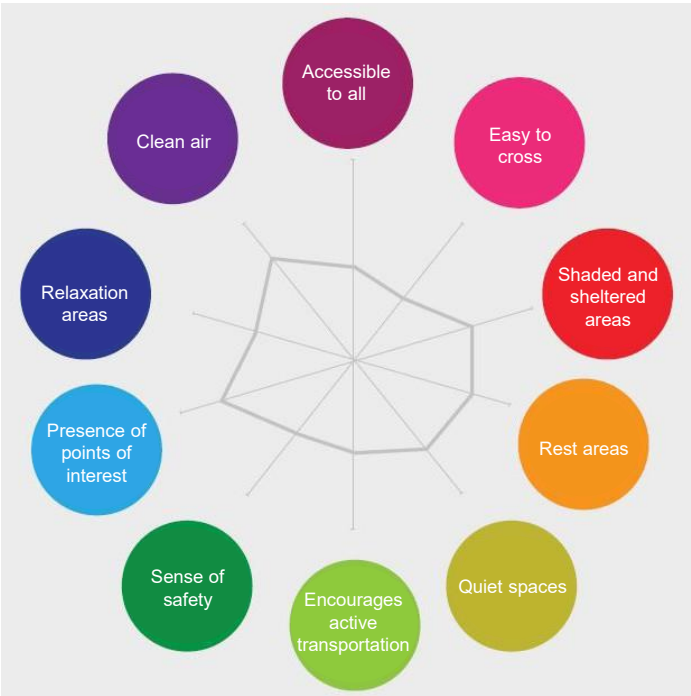 Accessible
to all
Easy to
cross
Shaded and
sheltered
areas
Rest areas
Quiet spaces
Encourages
active
transportation
Sense of
safety
Presence of
points of
interest
Relaxation
areas
Clean air